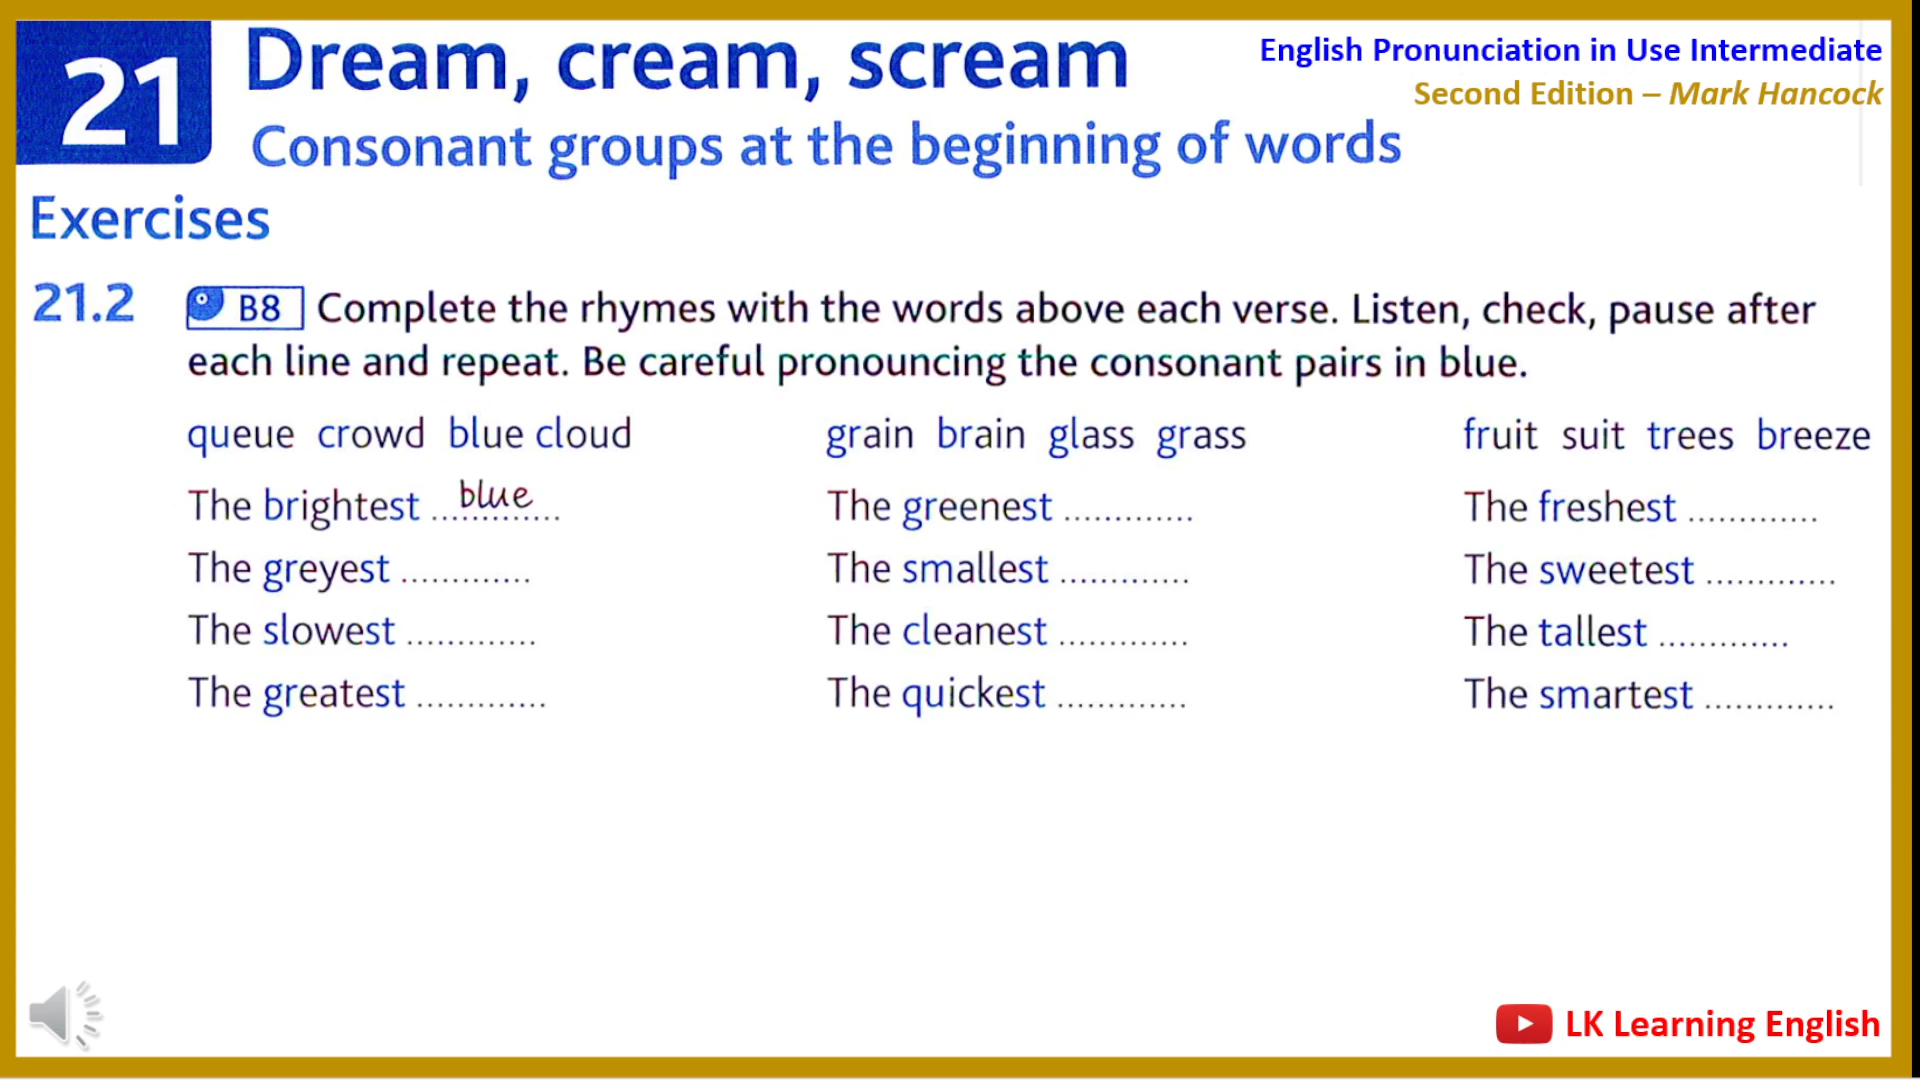 21
Dream, cream, scream
Consonant groups at the beginning of words
English Pronunciation in Use Intermediate
Second Edition – Mark Hancock
Exercises
21.2 B8 Complete the rhymes with the words above each verse. Listen, check, pause after
each line and repeat. Be careful pronouncing the consonant pairs in blue.
queue crowd blue cloud
The brightest blue
The greyest .............
The slowest .............
The greatest .............
grain brain glass grass
The greenest .............
The smallest .............
The cleanest .............
The quickest .............
fruit suit trees breeze
The freshest .............
The sweetest .............
The tallest .............
The smartest .............
LK Learning English